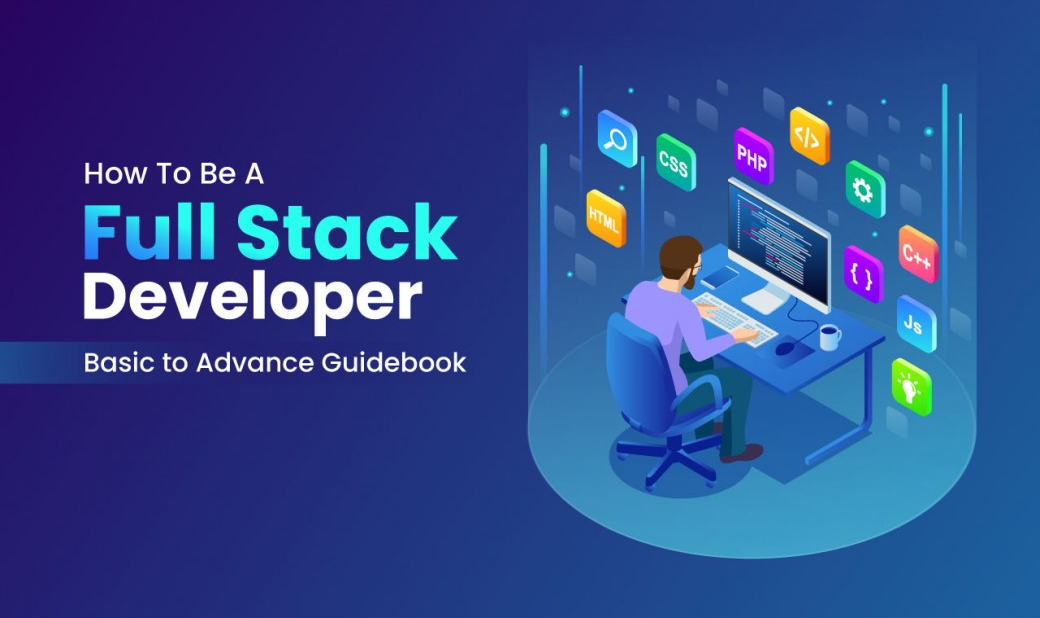 How To Be A
Full Stack
Developer
Basic to Advance Guidebook
HTML
CSS
PHP
</>
{ }
C++
Js